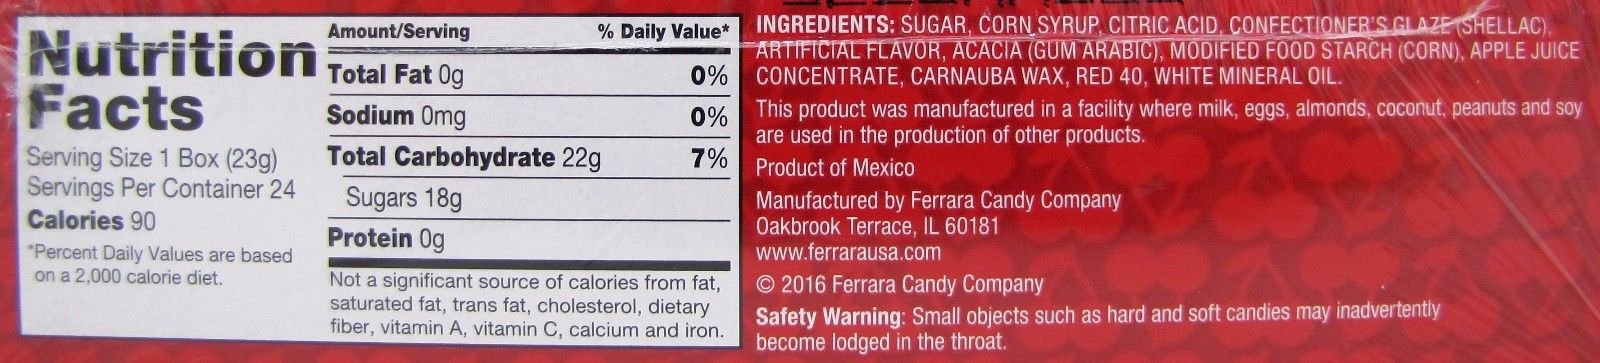 Nutrition
Facts
Serving Size 1 Box (23g)
Servings Per Container 24
Calories 90
*Percent Daily Values are based
on a 2,000 calorie diet.
Amount/Serving % Daily Value*
Total Fat 0g 0%
Sodium 0mg 0%
Total Carbohydrate 22g 7%
Sugars 18g
Protein 0g
Not a significant source of calories from fat,
saturated fat, trans fat, cholesterol, dietary
fiber, vitamin A, vitamin C, calcium and iron.
INGREDIENTS: SUGAR, CORN SYRUP, CITRIC ACID, CONFECTIONER'S GLAZE (SHELLAC),
ARTIFICIAL FLAVOR, ACACIA (GUM ARABIC), MODIFIED FOOD STARCH (CORN), APPLE JUICE
CONCENTRATE, CARNAUBA WAX, RED 40, WHITE MINERAL OIL.
This product was manufactured in a facility where milk, eggs, almonds, coconut, peanuts and soy
are used in the production of other products.
Product of Mexico
Manufactured by Ferrara Candy Company
Oakbrook Terrace, IL 60181
www.ferrarausa.com
© 2016 Ferrara Candy Company
Safety Warning: Small objects such as hard and soft candies may inadvertently
become lodged in the throat.